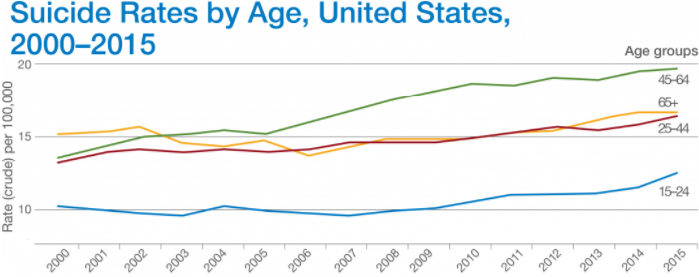 Suicide Rates by Age, United States,
2000–2015
Age groups
Rate (crude) per 100,000
20
15
10
45–64
65+
25–44
15–24
2000 2001 2002 2003 2004 2005 2006 2007 2008 2009 2010 2011 2012 2013 2014 2015